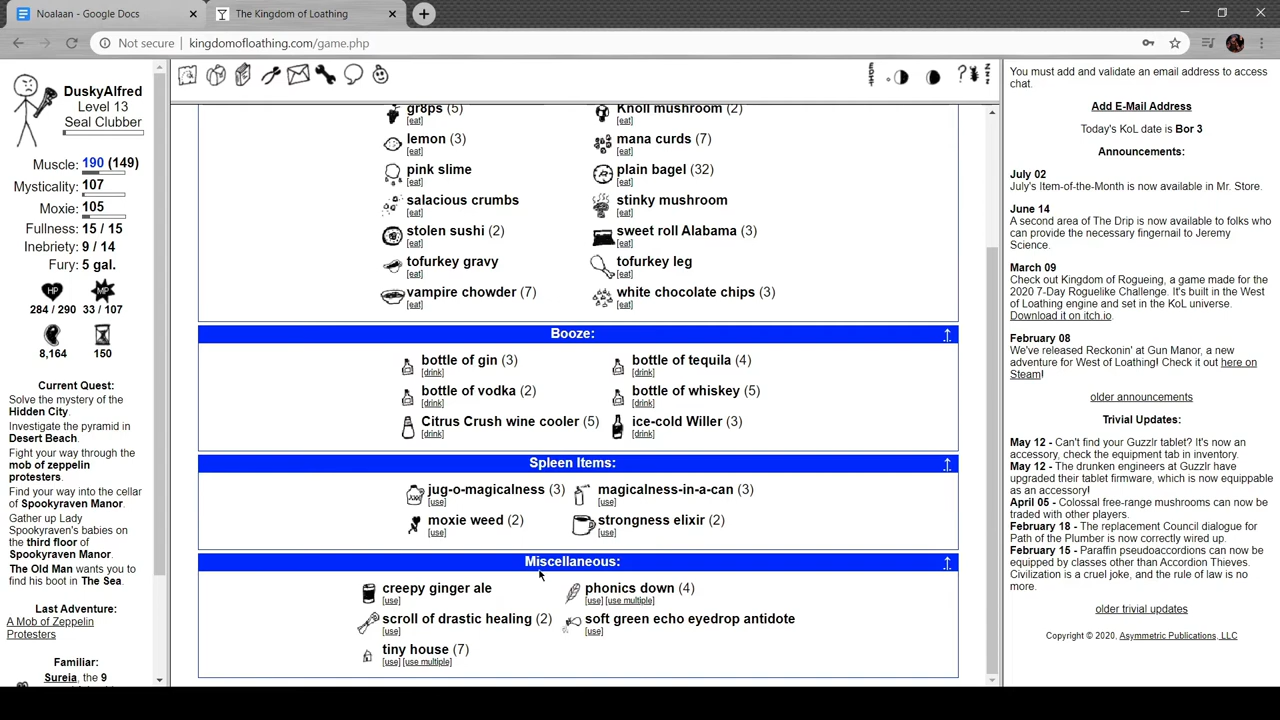 Noalaan - Google Docs
The Kingdom of Loathing
Not secure | kingdomofloathing.com/game.php
DuskyAlfred
Level 13
Seal Clubber
Muscle: 190 (149)
Mysticality: 107
Moxie: 105
Fullness: 15 / 15
Inebriety: 9 / 14
Fury: 5 gal.
HP MP
284 / 290 33 / 107
8,164 150
Current Quest:
Solve the mystery of the
Hidden City.
Investigate the pyramid in
Desert Beach.
Fight your way through the
mob of zeppelin
protesters.
Find your way into the cellar
of Spookyraven Manor.
Gather up Lady
Spookyraven's babies on
the third floor of
Spookyraven Manor.
The Old Man wants you to
find his boot in The Sea.
Last Adventure:
A Mob of Zeppelin
Protesters
Familiar:
Sureia, the 9
gr8ps (5) Knoll mushroom (2)
[eat] [eat]
lemon (3) mana curds (7)
[eat] [eat]
pink slime plain bagel (32)
[eat] [eat]
salacious crumbs stinky mushroom
[eat] [eat]
stolen sushi (2) sweet roll Alabama (3)
[eat] [eat]
tofurkey gravy tofurkey leg
[eat] [eat]
vampire chowder (7) white chocolate chips (3)
[eat] [eat]
Booze:
bottle of gin (3) bottle of tequila (4)
[drink] [drink]
bottle of vodka (2) bottle of whiskey (5)
[drink] [drink]
Citrus Crush wine cooler (5) ice-cold Willer (3)
[drink] [drink]
Spleen Items:
jug-o-magicalness (3) magicalness-in-a-can (3)
[use] [use]
moxie weed (2) strongness elixir (2)
[use] [use]
Miscellaneous:
creepy ginger ale phonics down (4)
[use] [use] [use multiple]
scroll of drastic healing (2) soft green echo eyedrop antidote
[use] [use]
tiny house (7)
[use] [use multiple]
You must add and validate an email address to access
chat.
Add E-Mail Address
Today's KoL date is Bor 3
Announcements:
July 02
July's Item-of-the-Month is now available in Mr. Store.
June 14
A second area of The Drip is now available to folks who
can provide the necessary fingernail to Jeremy
Science.
March 09
Check out Kingdom of Rogueing, a game made for the
2020 7-Day Roguelike Challenge. It's built in the West
of Loathing engine and set in the KoL universe.
Download it on itch.io.
February 08
We've released Reckonin' at Gun Manor, a new
adventure for West of Loathing! Check it out here on
Steam!
older announcements
Trivial Updates:
May 12 - Can't find your Guzzlr tablet? It's now an
accessory, check the equipment tab in inventory.
May 12 - The drunken engineers at Guzzlr have
upgraded their tablet firmware, which is now equippable
as an accessory!
April 05 - Colossal free-range mushrooms can now be
traded with other players.
February 18 - The replacement Council dialogue for
Path of the Plumber is now correctly wired up.
February 15 - Paraffin pseudoaccordions can now be
equipped by classes other than Accordion Thieves.
Civilization is a cruel joke, and the rule of law is no
more.
older trivial updates
Copyright © 2020, Asymmetric Publications, LLC